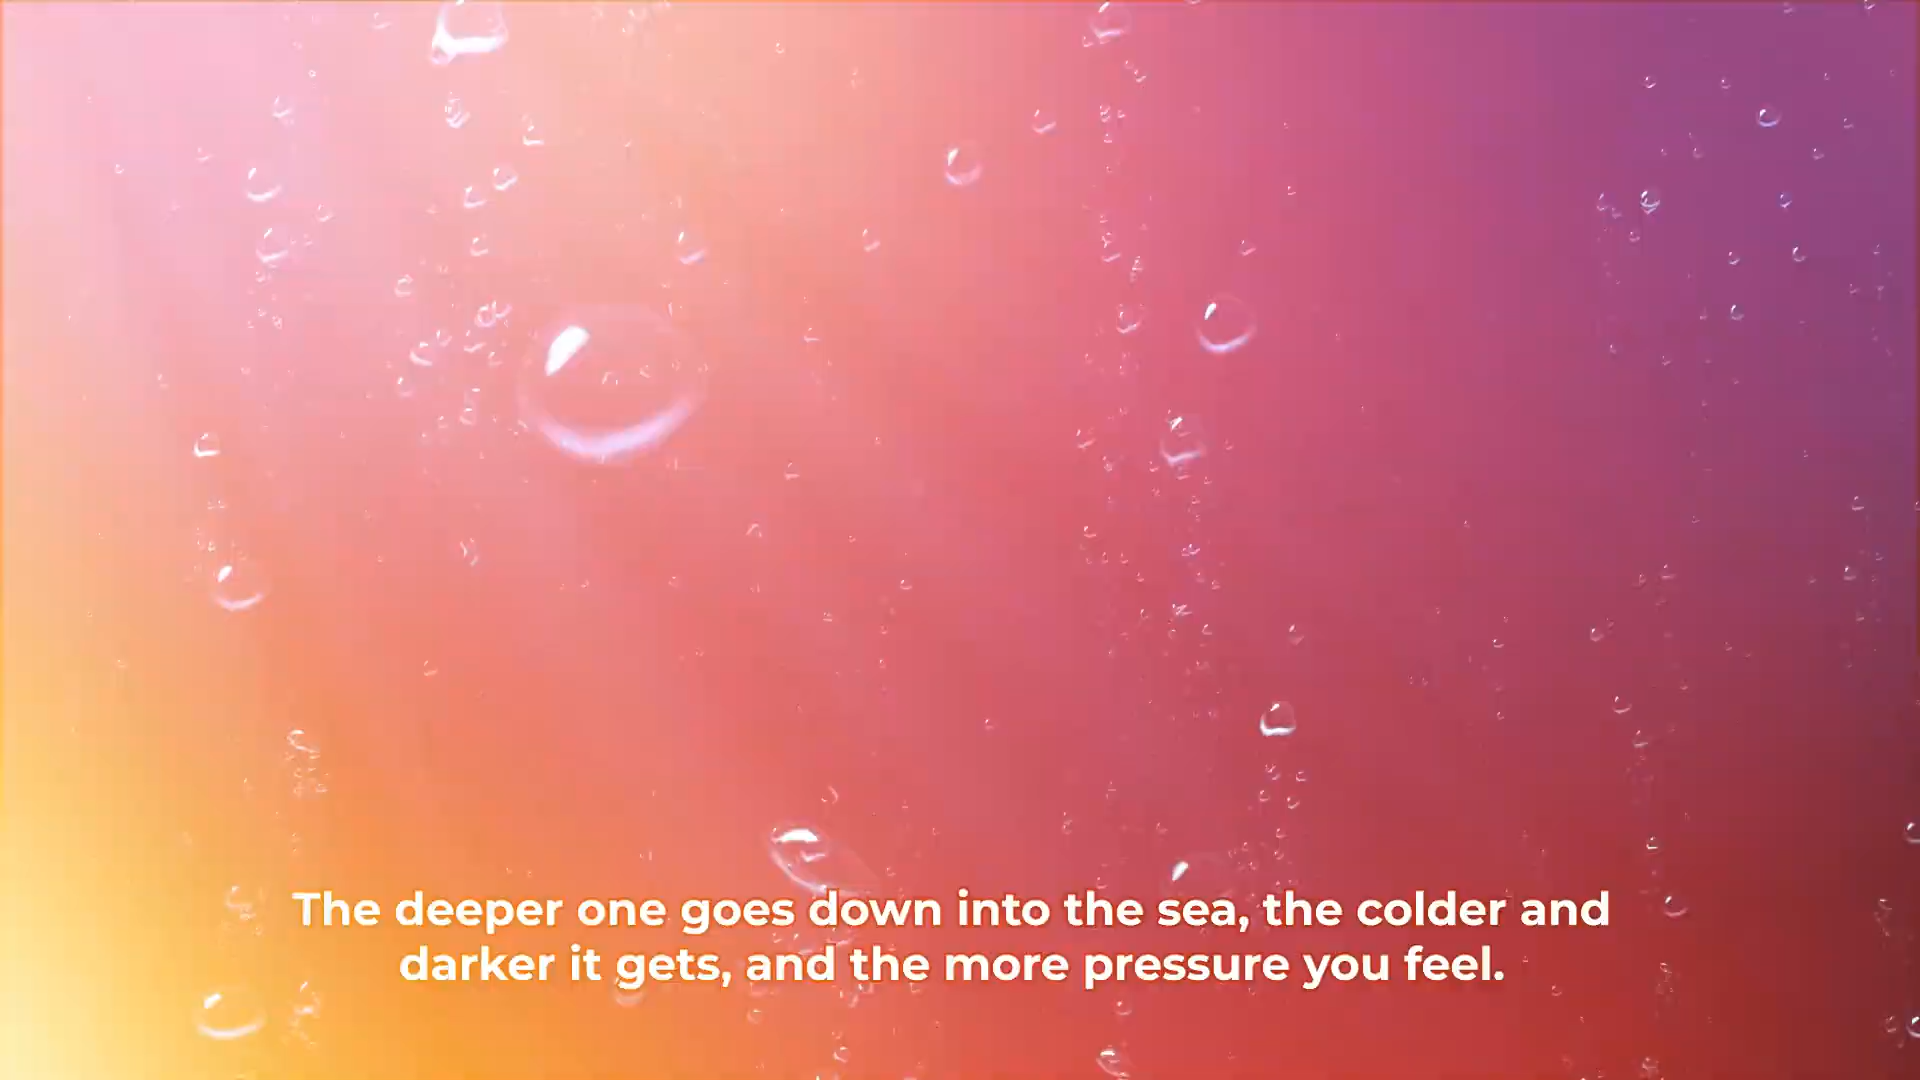 The deeper one goes down into the sea, the colder and
darker it gets, and the more pressure you feel.